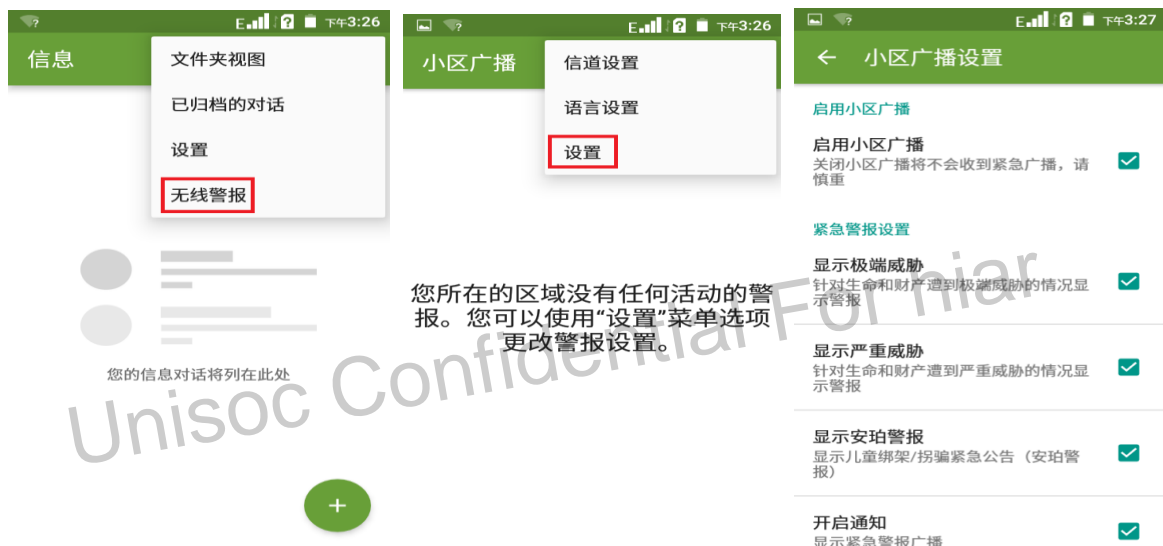 E 下午3:26
信息
文件夹视图
已归档的对话
设置
无线警报
您的信息对话将列在此处
+
E 下午3:26
小区广播
信道设置
语言设置
设置
您所在的区域没有任何活动的警
报。您可以使用“设置”菜单选项
更改警报设置。
E 下午3:27
小区广播设置
启用小区广播
启用小区广播
关闭小区广播将不会收到紧急广播，请
慎重
紧急警报设置
显示极端威胁
针对生命和财产遭到极端威胁的情况显
示警报
显示严重威胁
针对生命和财产遭到严重威胁的情况显
示警报
显示安珀警报
显示儿童绑架/拐骗紧急公告（安珀警
报）
开启通知
显示紧急警报广播
Unisoc Confidential For hiar